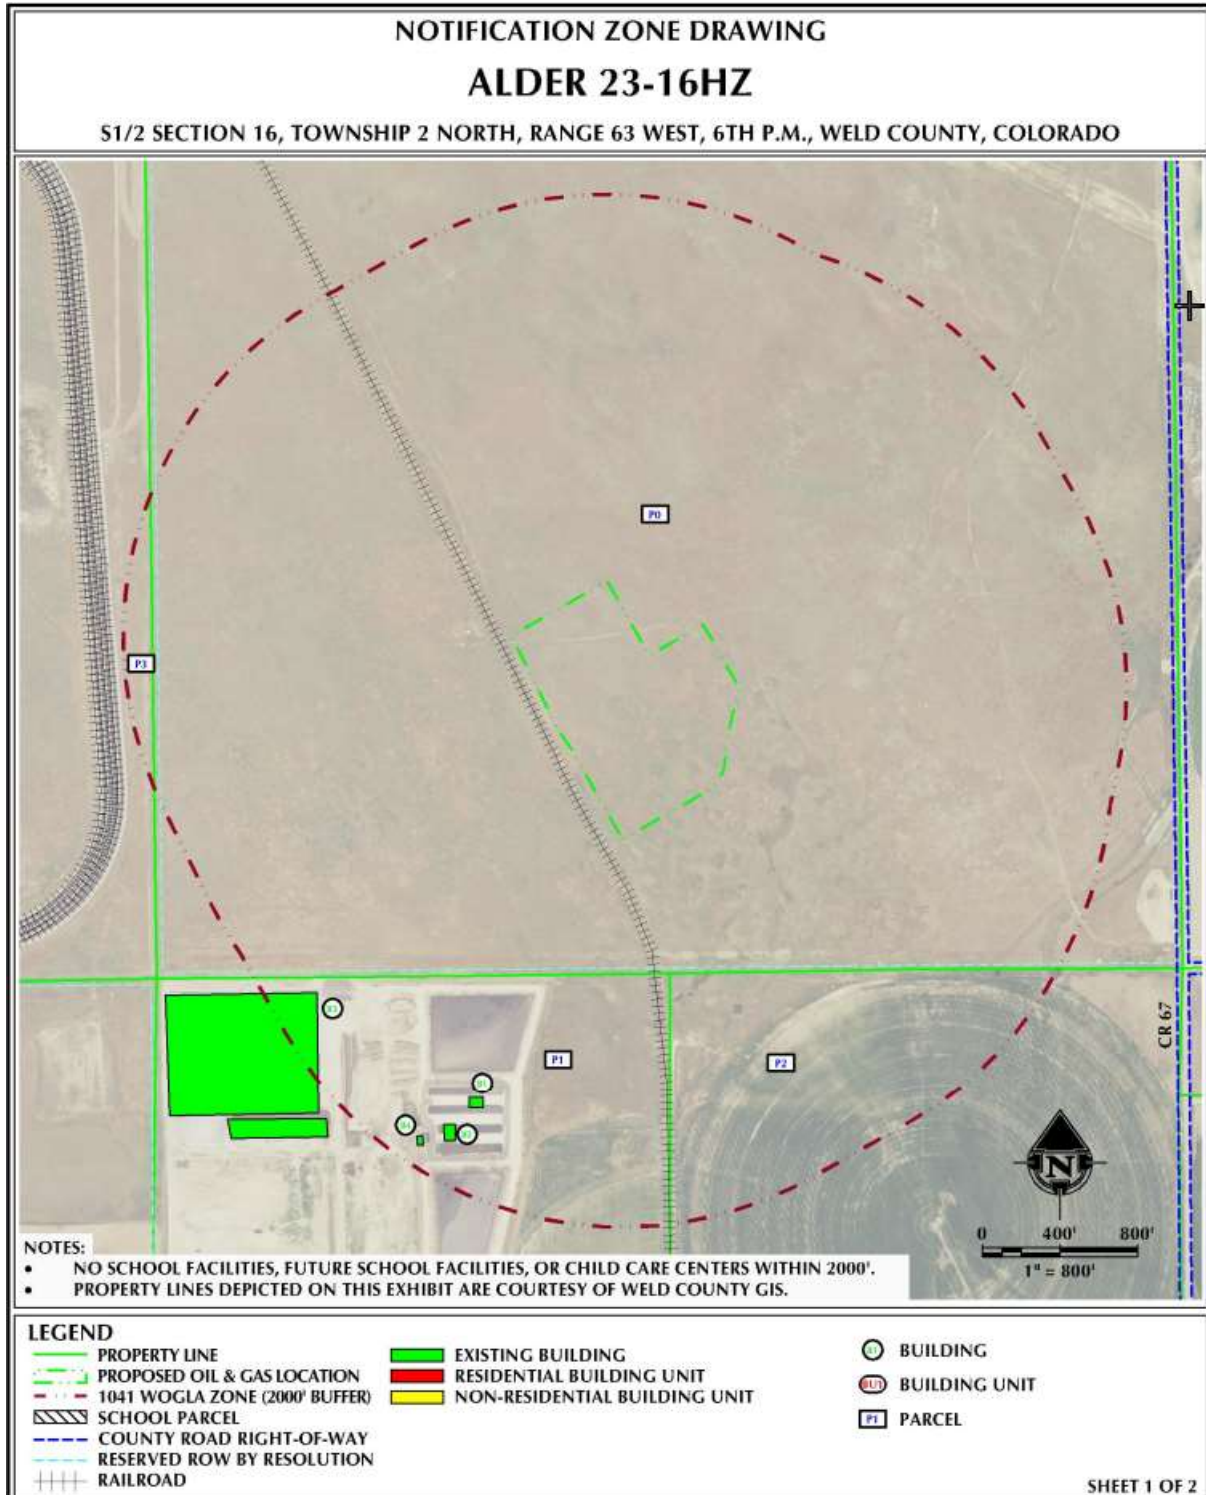 NOTIFICATION ZONE DRAWING
ALDER 23-16HZ
S1/2 SECTION 16, TOWNSHIP 2 NORTH, RANGE 63 WEST, 6TH P.M., WELD COUNTY, COLORADO
P0
P3
P1
P2
B1
CR 67
N
0 400' 800'
1" = 800'
NOTES:
• NO SCHOOL FACILITIES, FUTURE SCHOOL FACILITIES, OR CHILD CARE CENTERS WITHIN 2000'.
• PROPERTY LINES DEPICTED ON THIS EXHIBIT ARE COURTESY OF WELD COUNTY GIS.
LEGEND
PROPERTY LINE
PROPOSED OIL & GAS LOCATION
1041 WOGLA ZONE (2000' BUFFER)
SCHOOL PARCEL
COUNTY ROAD RIGHT-OF-WAY
RESERVED ROW BY RESOLUTION
RAILROAD
EXISTING BUILDING
RESIDENTIAL BUILDING UNIT
NON-RESIDENTIAL BUILDING UNIT
BUILDING
BU1 BUILDING UNIT
P1 PARCEL
SHEET 1 OF 2